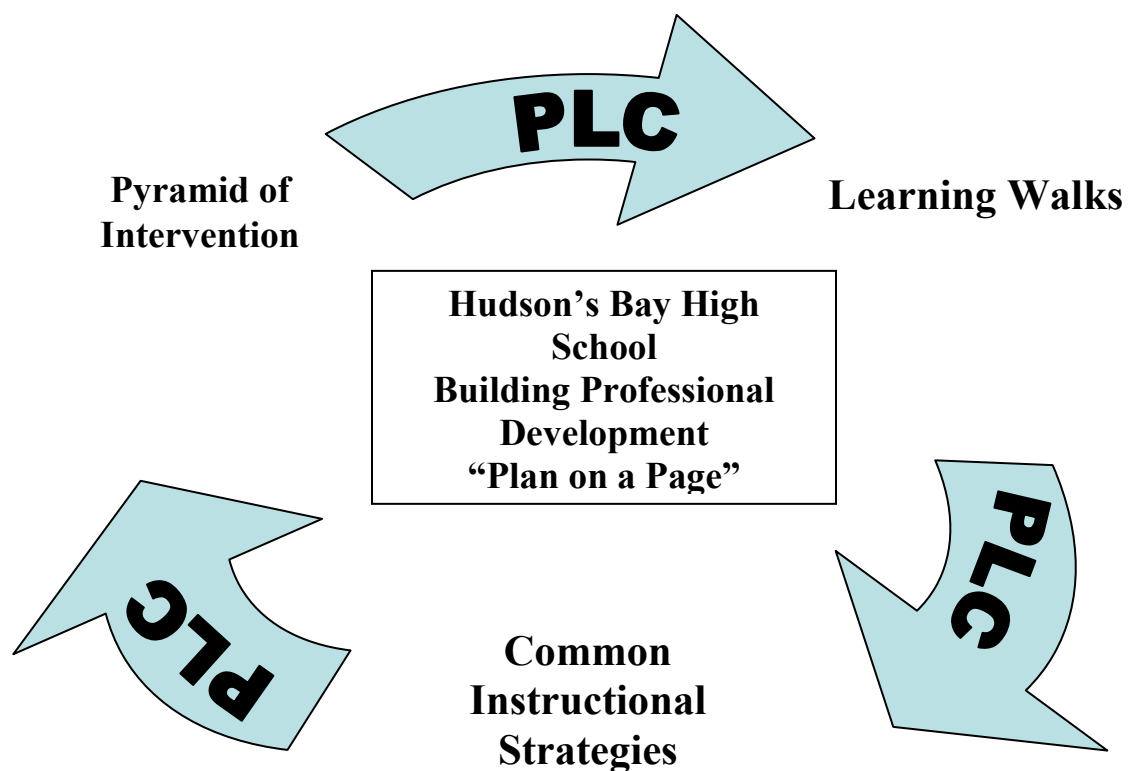 PLC
Pyramid of
Intervention
Learning Walks
Hudson’s Bay High
School
Building Professional
Development
“Plan on a Page”
PLC
PLC
Common
Instructional
Strategies